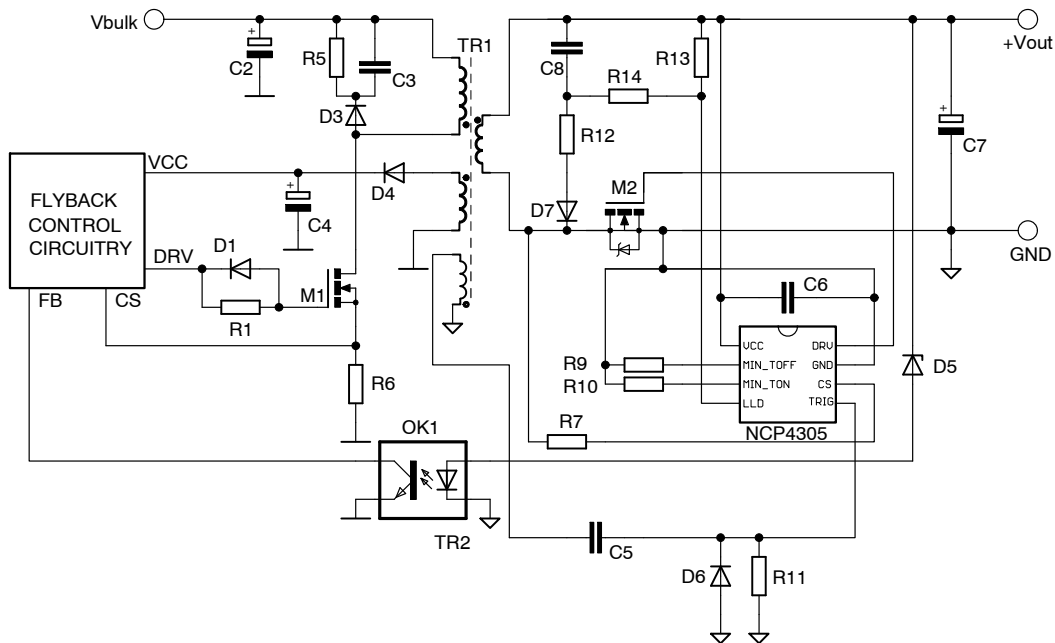 Vbulk
+
C2
R5
C3
D3
TR1
C8
R13
R14
R12
+Vout
+
C7
VCC
D4
+
C4
FLYBACK
CONTROL
CIRCUITRY
DRV
D1
R1
M1
FB
CS
D7
M2
GND
C6
R9
R10
VCC
MIN_TOFF
MIN_TON
LLD
DRV
GND
CS
TRIG
NCP4305
D5
R6
R7
OK1
TR2
C5
D6
R11